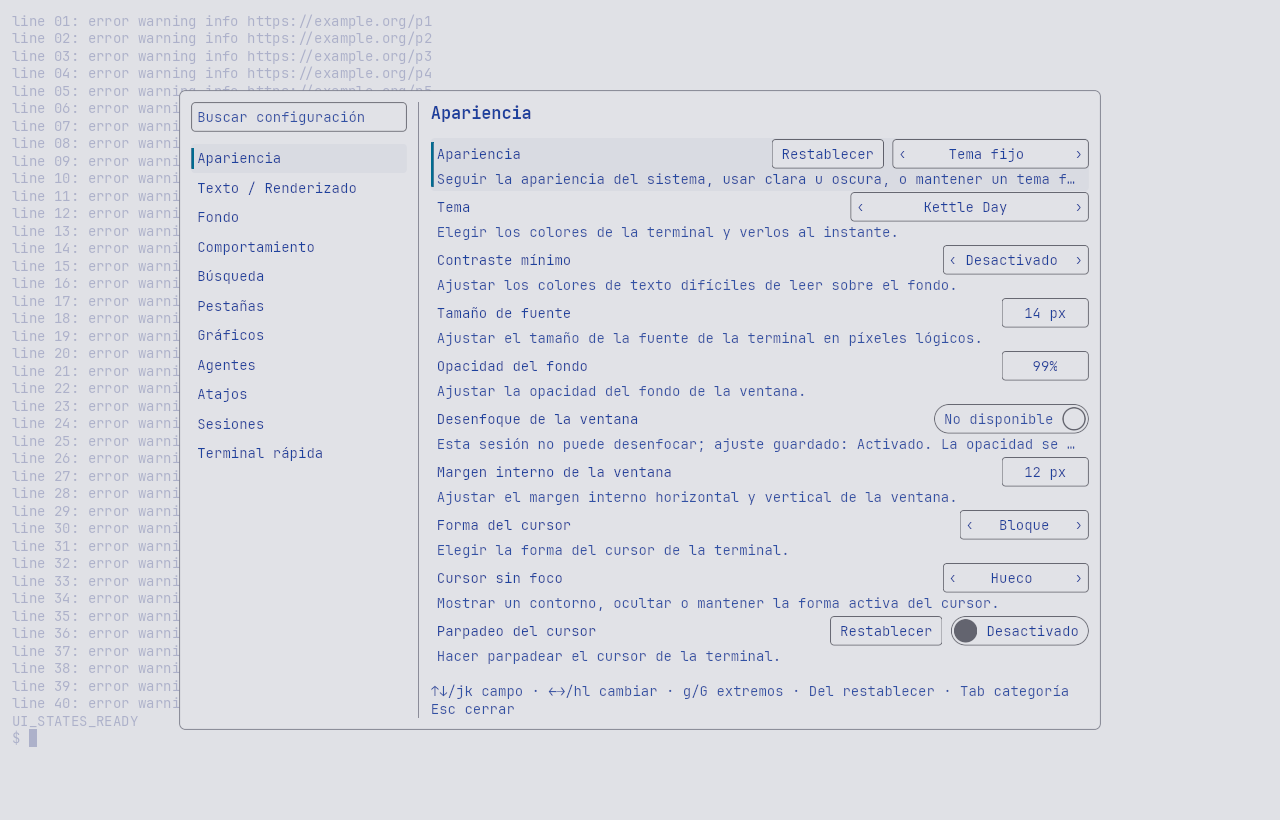 line 01: error warning info https://example.org/p1
line 02: error warning info https://example.org/p2
line 03: error warning info https://example.org/p3
line 04: error warning info https://example.org/p4
line 05: error warning info https://example.org/p5
line 06: error warni
line 07: error warni
line 08: error warni
line 09: error warni
line 10: error warni
line 11: error warni
line 12: error warni
line 13: error warni
line 14: error warni
line 15: error warni
line 16: error warni
line 17: error warni
line 18: error warni
line 19: error warni
line 20: error warni
line 21: error warni
line 22: error warni
line 23: error warni
line 24: error warni
line 25: error warni
line 26: error warni
line 27: error warni
line 28: error warni
line 29: error warni
line 30: error warni
line 31: error warni
line 32: error warni
line 33: error warni
line 34: error warni
line 35: error warni
line 36: error warni
line 37: error warni
line 38: error warni
line 39: error warni
line 40: error warni
UI_STATES_READY
$
Buscar configuración
Apariencia
Texto / Renderizado
Fondo
Comportamiento
Búsqueda
Pestañas
Gráficos
Agentes
Atajos
Sesiones
Terminal rápida
Apariencia
Apariencia Restablecer ‹ Tema fijo ›
Seguir la apariencia del sistema, usar clara u oscura, o mantener un tema f…
Tema ‹ Kettle Day ›
Elegir los colores de la terminal y verlos al instante.
Contraste mínimo ‹ Desactivado ›
Ajustar los colores de texto difíciles de leer sobre el fondo.
Tamaño de fuente 14 px
Ajustar el tamaño de la fuente de la terminal en píxeles lógicos.
Opacidad del fondo 99%
Ajustar la opacidad del fondo de la ventana.
Desenfoque de la ventana No disponible
Esta sesión no puede desenfocar; ajuste guardado: Activado. La opacidad se …
Margen interno de la ventana 12 px
Ajustar el margen interno horizontal y vertical de la ventana.
Forma del cursor ‹ Bloque ›
Elegir la forma del cursor de la terminal.
Cursor sin foco ‹ Hueco ›
Mostrar un contorno, ocultar o mantener la forma activa del cursor.
Parpadeo del cursor Restablecer Desactivado
Hacer parpadear el cursor de la terminal.
↑↓/jk campo · ↔/hl cambiar · g/G extremos · Del restablecer · Tab categoría
Esc cerrar